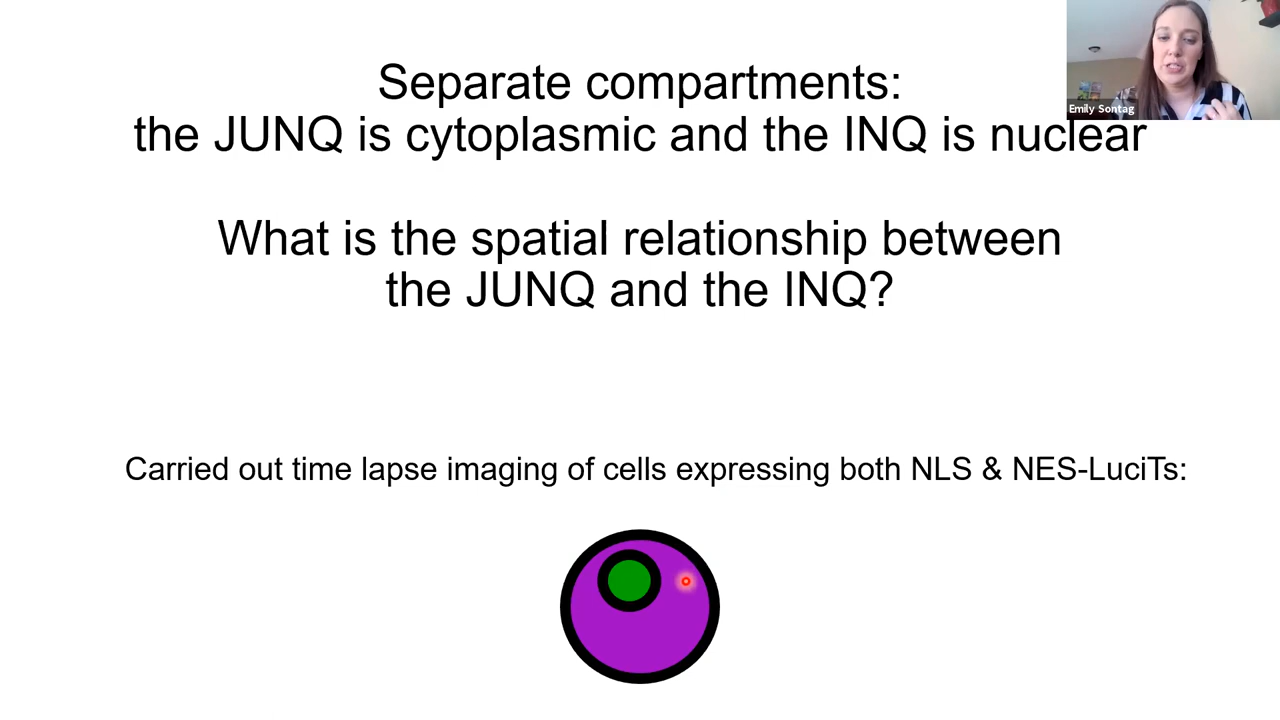 Separate compartments:
the JUNQ is cytoplasmic and the INQ is nuclear
What is the spatial relationship between
the JUNQ and the INQ?
Carried out time lapse imaging of cells expressing both NLS & NES-LuciTs:
Emily Sontag